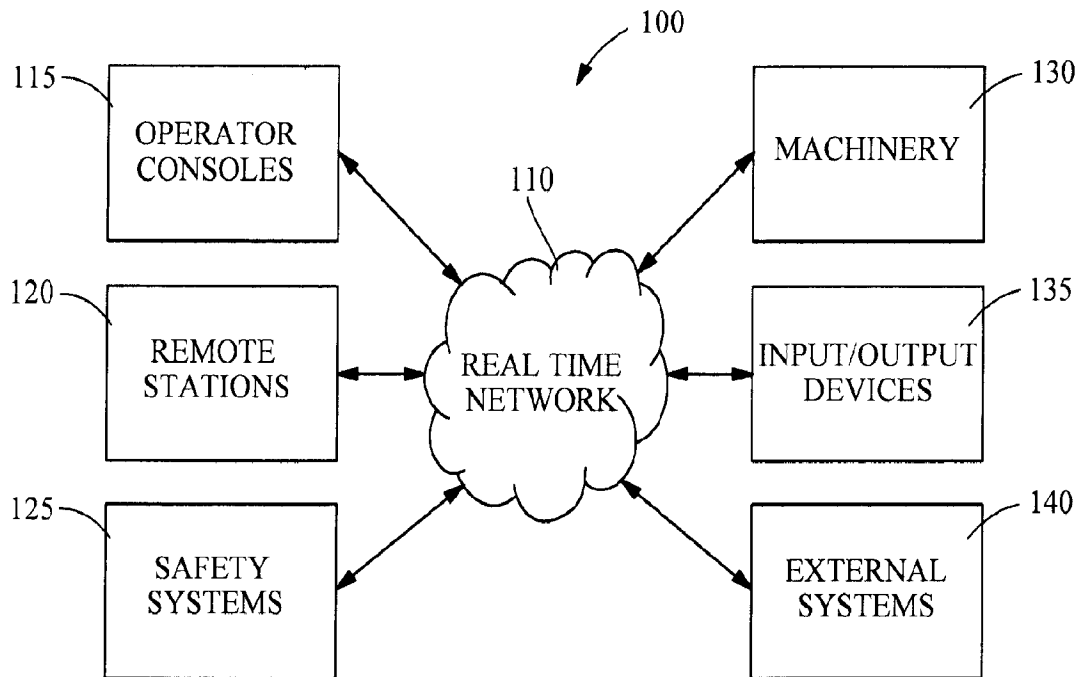 100
115
OPERATOR
CONSOLES
130
MACHINERY
110
120
REMOTE
STATIONS
REAL TIME
NETWORK
135
INPUT/OUTPUT
DEVICES
125
SAFETY
SYSTEMS
140
EXTERNAL
SYSTEMS